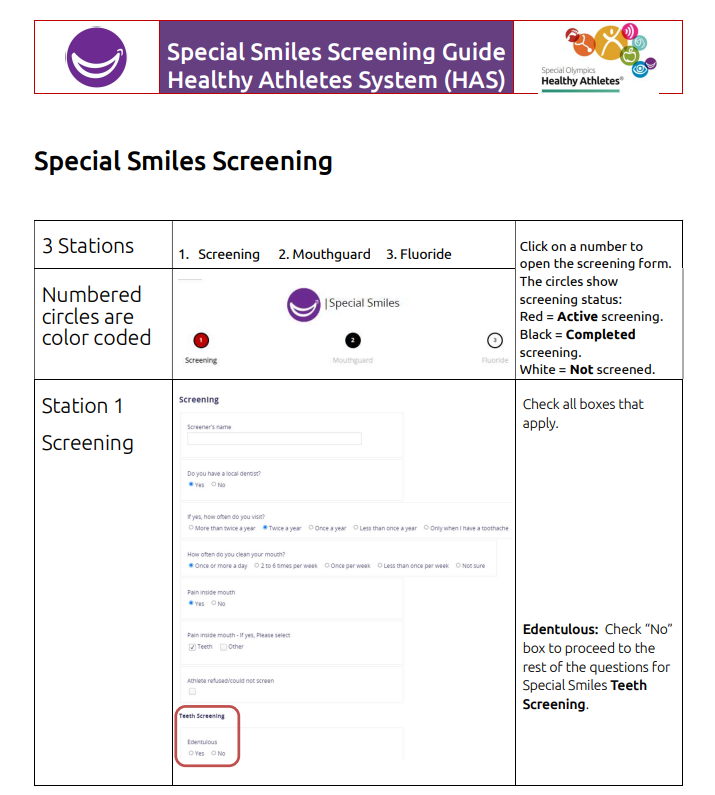 Special Smiles Screening Guide
Healthy Athletes System (HAS)
Special Olympics
Healthy Athletes®
Special Smiles Screening
3 Stations
1. Screening 2. Mouthguard 3. Fluoride
Click on a number to
open the screening form.
The circles show
screening status:
Red = Active screening.
Black = Completed
screening.
White = Not screened.
Numbered
circles are
color coded
|Special Smiles
1 2 3
Screening Mouthguard Fluoride
Station 1
Screening
Screening
Screener's name
Do you have a local dentist?
Yes No
If yes, how often do you visit?
More than twice a year Twice a year Once a year Less than once a year Only when I have a toothache
How often do you clean your mouth?
Once or more a day 2 to 6 times per week Once per week Less than once per week Not sure
Pain inside mouth
Yes No
Pain inside mouth - If yes, Please select
Teeth Other
Athlete refused/could not screen
Teeth Screening
Edentulous
Yes No
Check all boxes that
apply.
Edentulous: Check “No”
box to proceed to the
rest of the questions for
Special Smiles Teeth
Screening.